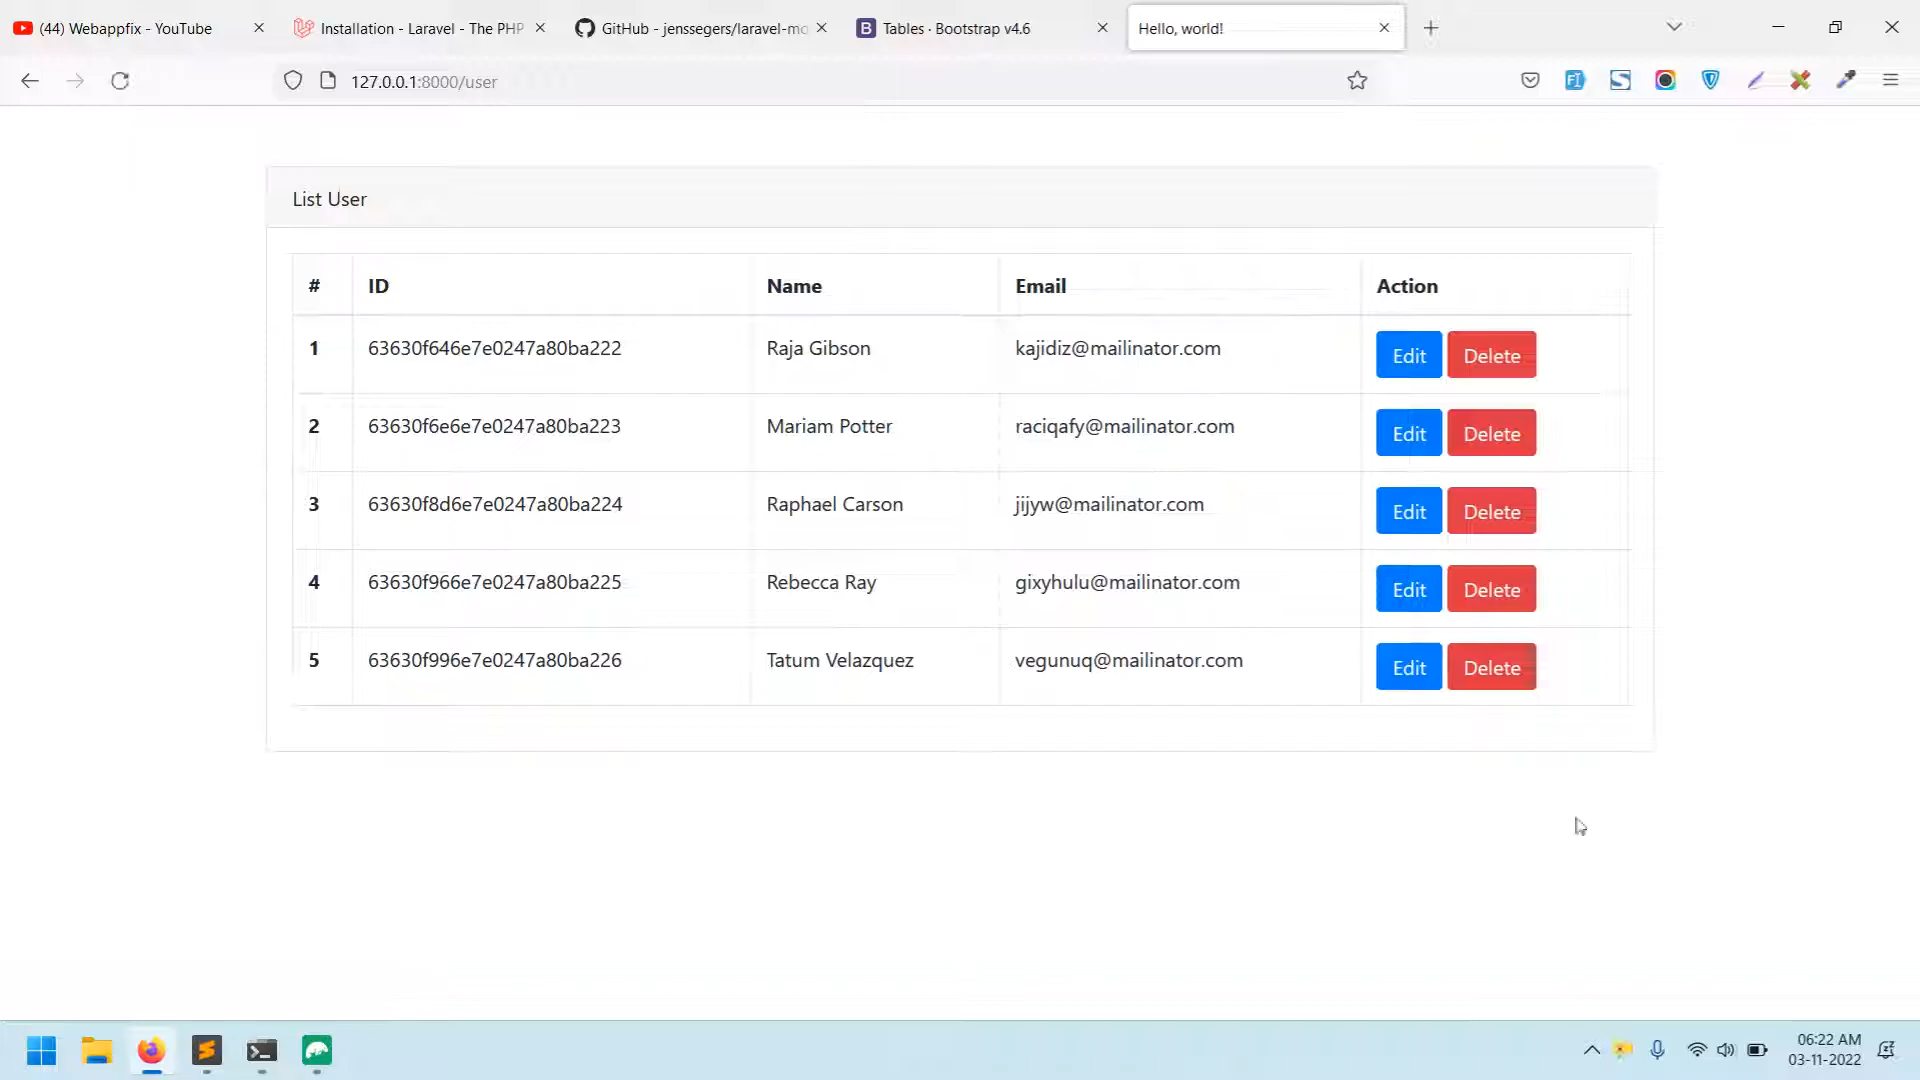 (44) Webappfix - YouTube
Installation - Laravel - The PHP
GitHub - jenssegers/laravel-mo
B Tables · Bootstrap v4.6
Hello, world!
127.0.0.1:8000/user
List User
# ID Name Email Action
1 63630f646e7e0247a80ba222 Raja Gibson kajidiz@mailinator.com Edit Delete
2 63630f6e6e7e0247a80ba223 Mariam Potter raciqafy@mailinator.com Edit Delete
3 63630f8d6e7e0247a80ba224 Raphael Carson jijyw@mailinator.com Edit Delete
4 63630f966e7e0247a80ba225 Rebecca Ray gixyhulu@mailinator.com Edit Delete
5 63630f996e7e0247a80ba226 Tatum Velazquez vegunuq@mailinator.com Edit Delete
06:22 AM
03-11-2022